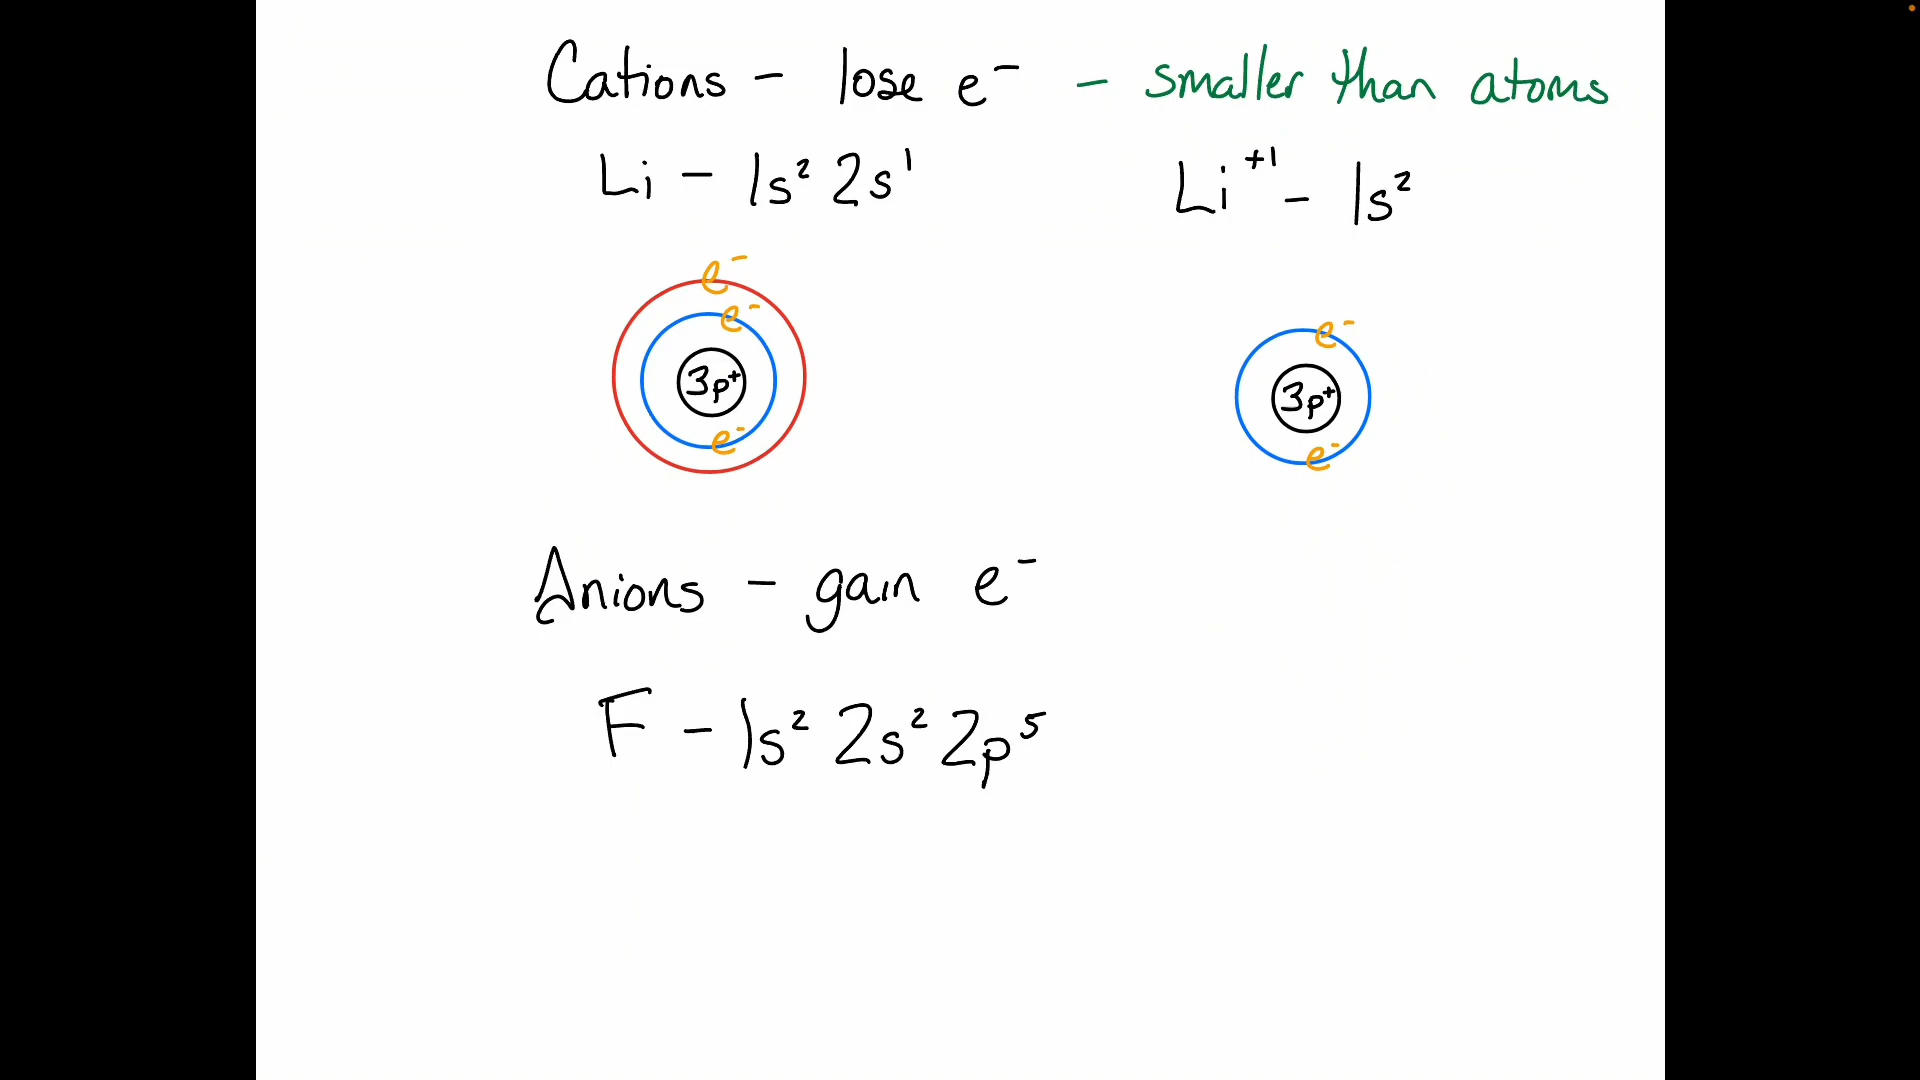 Cations - lose e⁻ - smaller than atoms
Li - 1s² 2s¹
Li⁺¹ - 1s²
e⁻
e⁻
3p⁺
e⁻
e⁻
3p⁺
e⁻
Anions - gain e⁻
F - 1s² 2s² 2p⁵